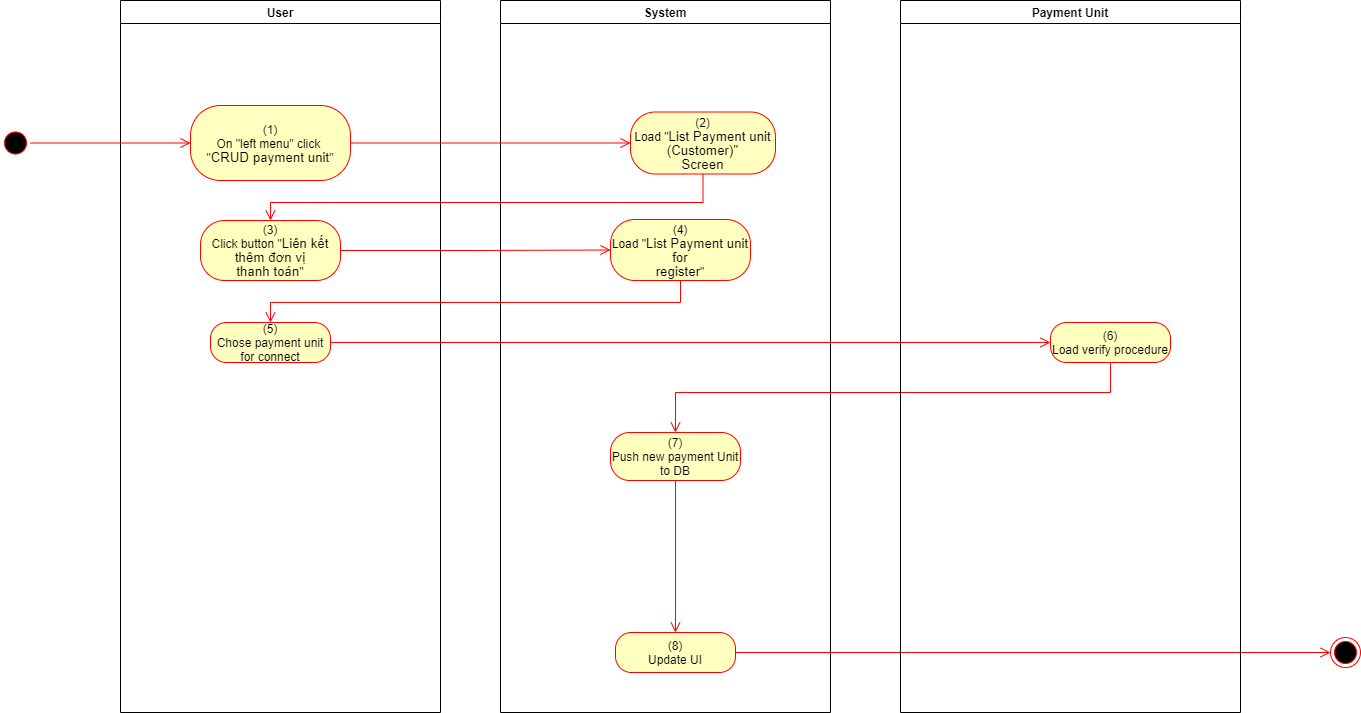 User
System
Payment Unit
(1)
On "left menu" click
"CRUD payment unit"
(2)
Load "List Payment unit
(Customer)"
Screen
(3)
Click button "Liên kết
thêm đơn vị
thanh toán"
(4)
Load "List Payment unit
for
register"
(5)
Chose payment unit
for connect
(6)
Load verify procedure
(7)
Push new payment Unit
to DB
(8)
Update UI